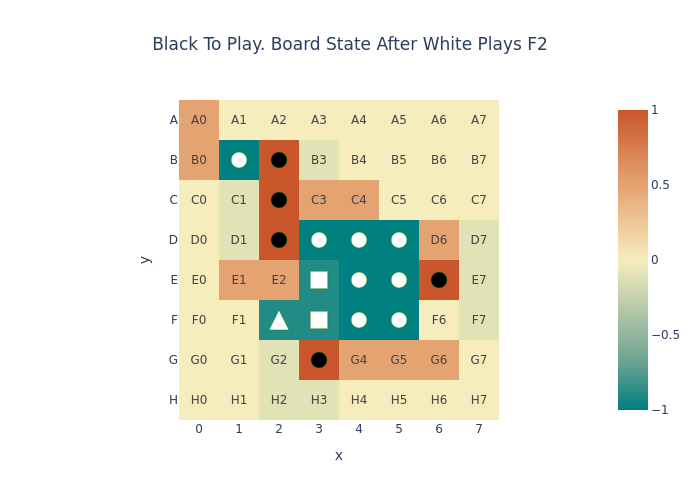 Black To Play. Board State After White Plays F2
A A0 A1 A2 A3 A4 A5 A6 A7
B B0 B3 B4 B5 B6 B7
C C0 C1 C3 C4 C5 C6 C7
D D0 D1 D6 D7
y
E E0 E1 E2 E7
F F0 F1 F6 F7
G G0 G1 G2 G4 G5 G6 G7
H H0 H1 H2 H3 H4 H5 H6 H7
0 1 2 3 4 5 6 7
x
1
0.5
0
−0.5
−1